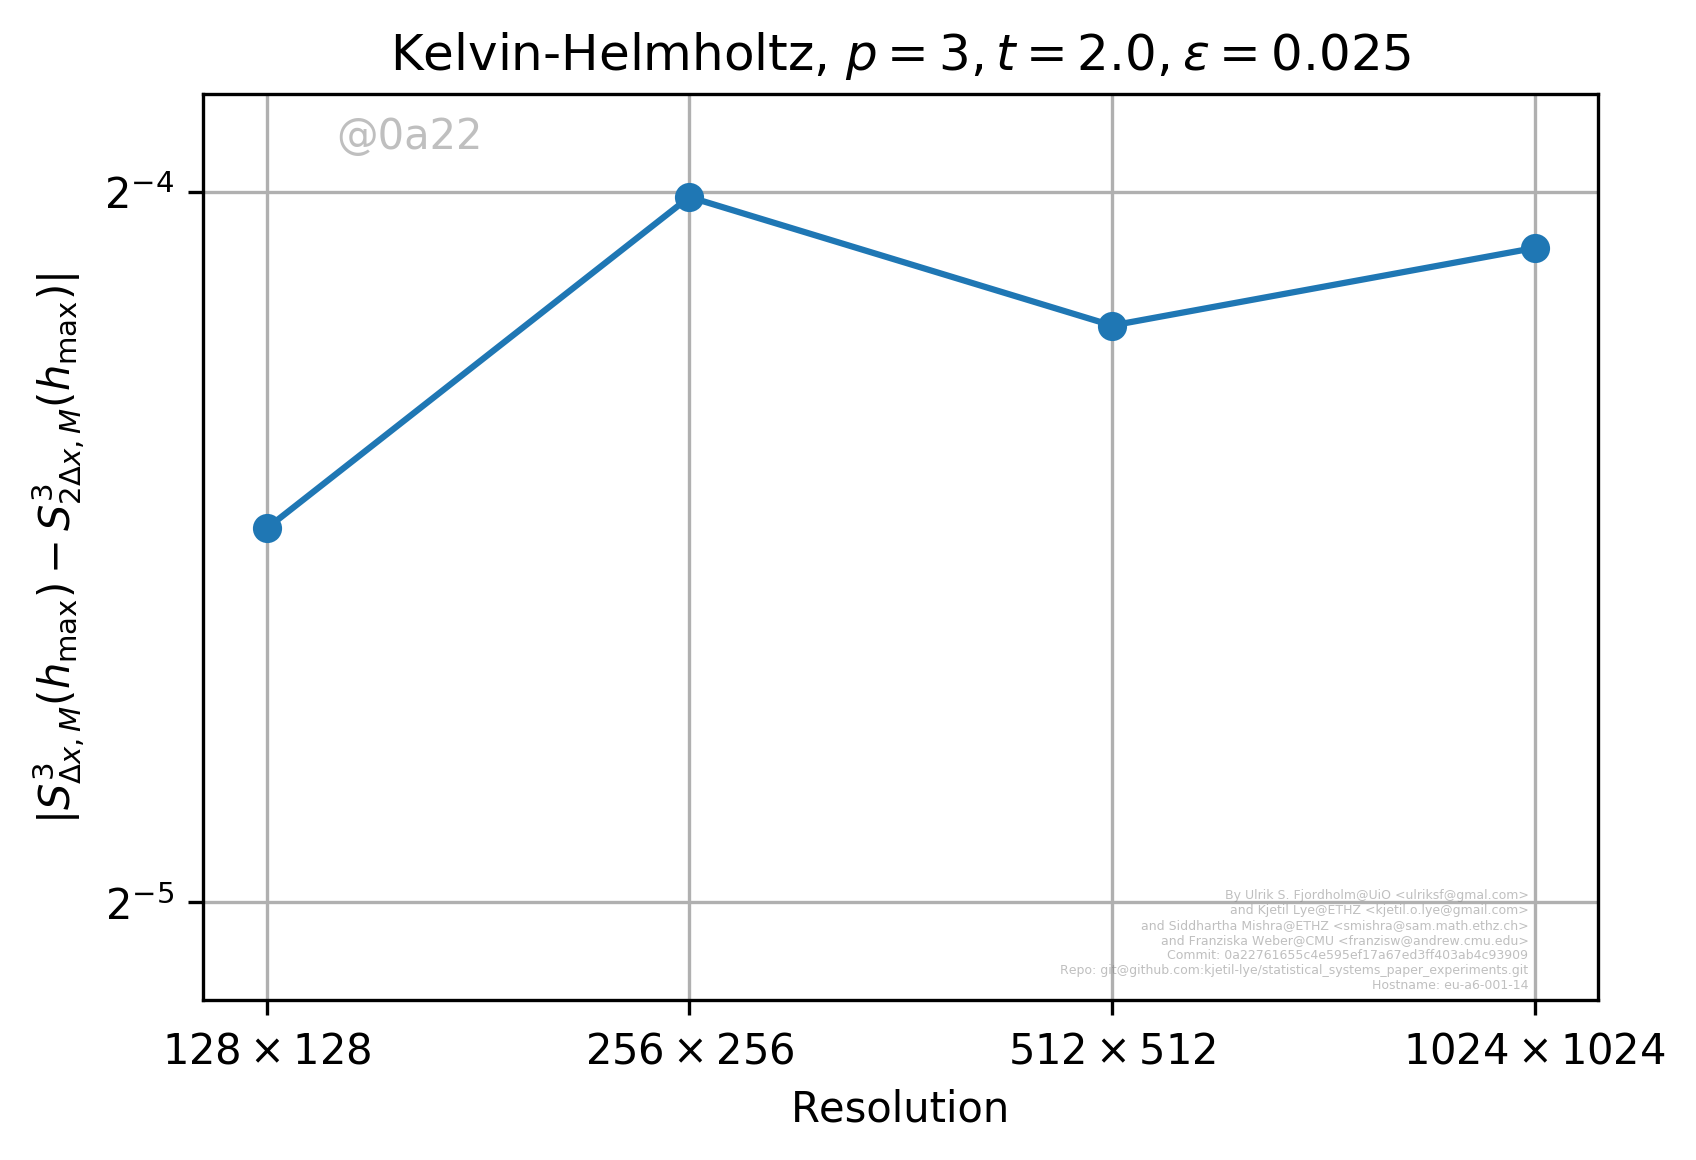 Kelvin-Helmholtz, p = 3, t = 2.0, ε = 0.025
@0a22
2⁻⁴
|S³_{Δx,M}(h_max) − S³_{2Δx,M}(h_max)|
2⁻⁵
By Ulrik S. Fjordholm@UiO <ulriksf@gmal.com>
and Kjetil Lye@ETHZ <kjetil.o.lye@gmail.com>
and Siddhartha Mishra@ETHZ <smishra@sam.math.ethz.ch>
and Franziska Weber@CMU <franzisw@andrew.cmu.edu>
Commit: 0a22761655c4e595ef17a67ed3ff403ab4c93909
Repo: git@github.com:kjetil-lye/statistical_systems_paper_experiments.git
Hostname: eu-a6-001-14
128 × 128 256 × 256 512 × 512 1024 × 1024
Resolution